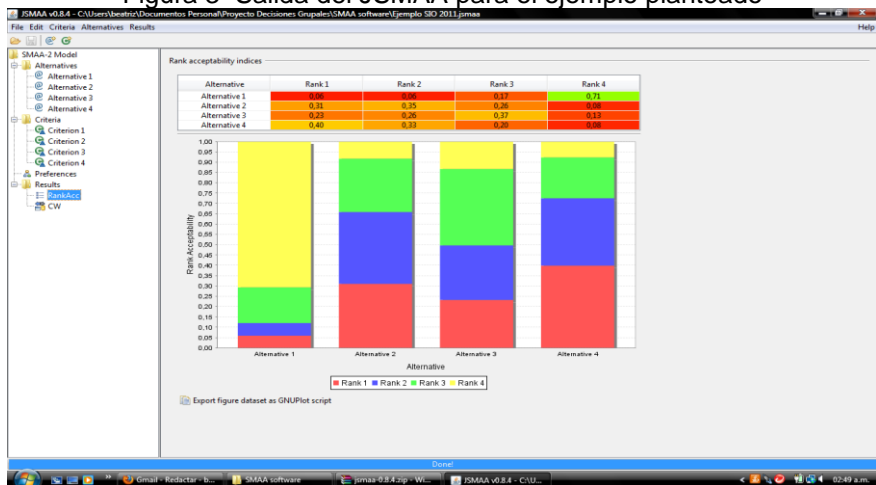 Figura 3 Salida del JSMAA para el ejemplo planteado
JSMAA v0.8.4 - C:\Users\beatriz\Documentos Personal\Proyecto Decisiones Grupales\SMAA software\Ejemplo SIO 2011.jsmaa
File Edit Criteria Alternatives Results Help
SMAA-2 Model
Alternatives
Alternative 1
Alternative 2
Alternative 3
Alternative 4
Criteria
Criterion 1
Criterion 2
Criterion 3
Criterion 4
Preferences
Results
RankAcc
CW
Rank acceptability indices
Alternative Rank 1 Rank 2 Rank 3 Rank 4
Alternative 1 0,06 0,06 0,17 0,71
Alternative 2 0,31 0,35 0,26 0,08
Alternative 3 0,23 0,26 0,37 0,13
Alternative 4 0,40 0,33 0,20 0,08
Rank Acceptability
1,00
0,95
0,90
0,85
0,80
0,75
0,70
0,65
0,60
0,55
0,50
0,45
0,40
0,35
0,30
0,25
0,20
0,15
0,10
0,05
0,00
Alternative 1 Alternative 2 Alternative 3 Alternative 4
Alternative
Rank 1 Rank 2 Rank 3 Rank 4
Export figure dataset as GNUPlot script
Done!
Gmail - Redactar - b... SMAA software jsmaa-0.8.4.zip - Wi... JSMAA v0.8.4 - C:\U... 02:49 a.m.